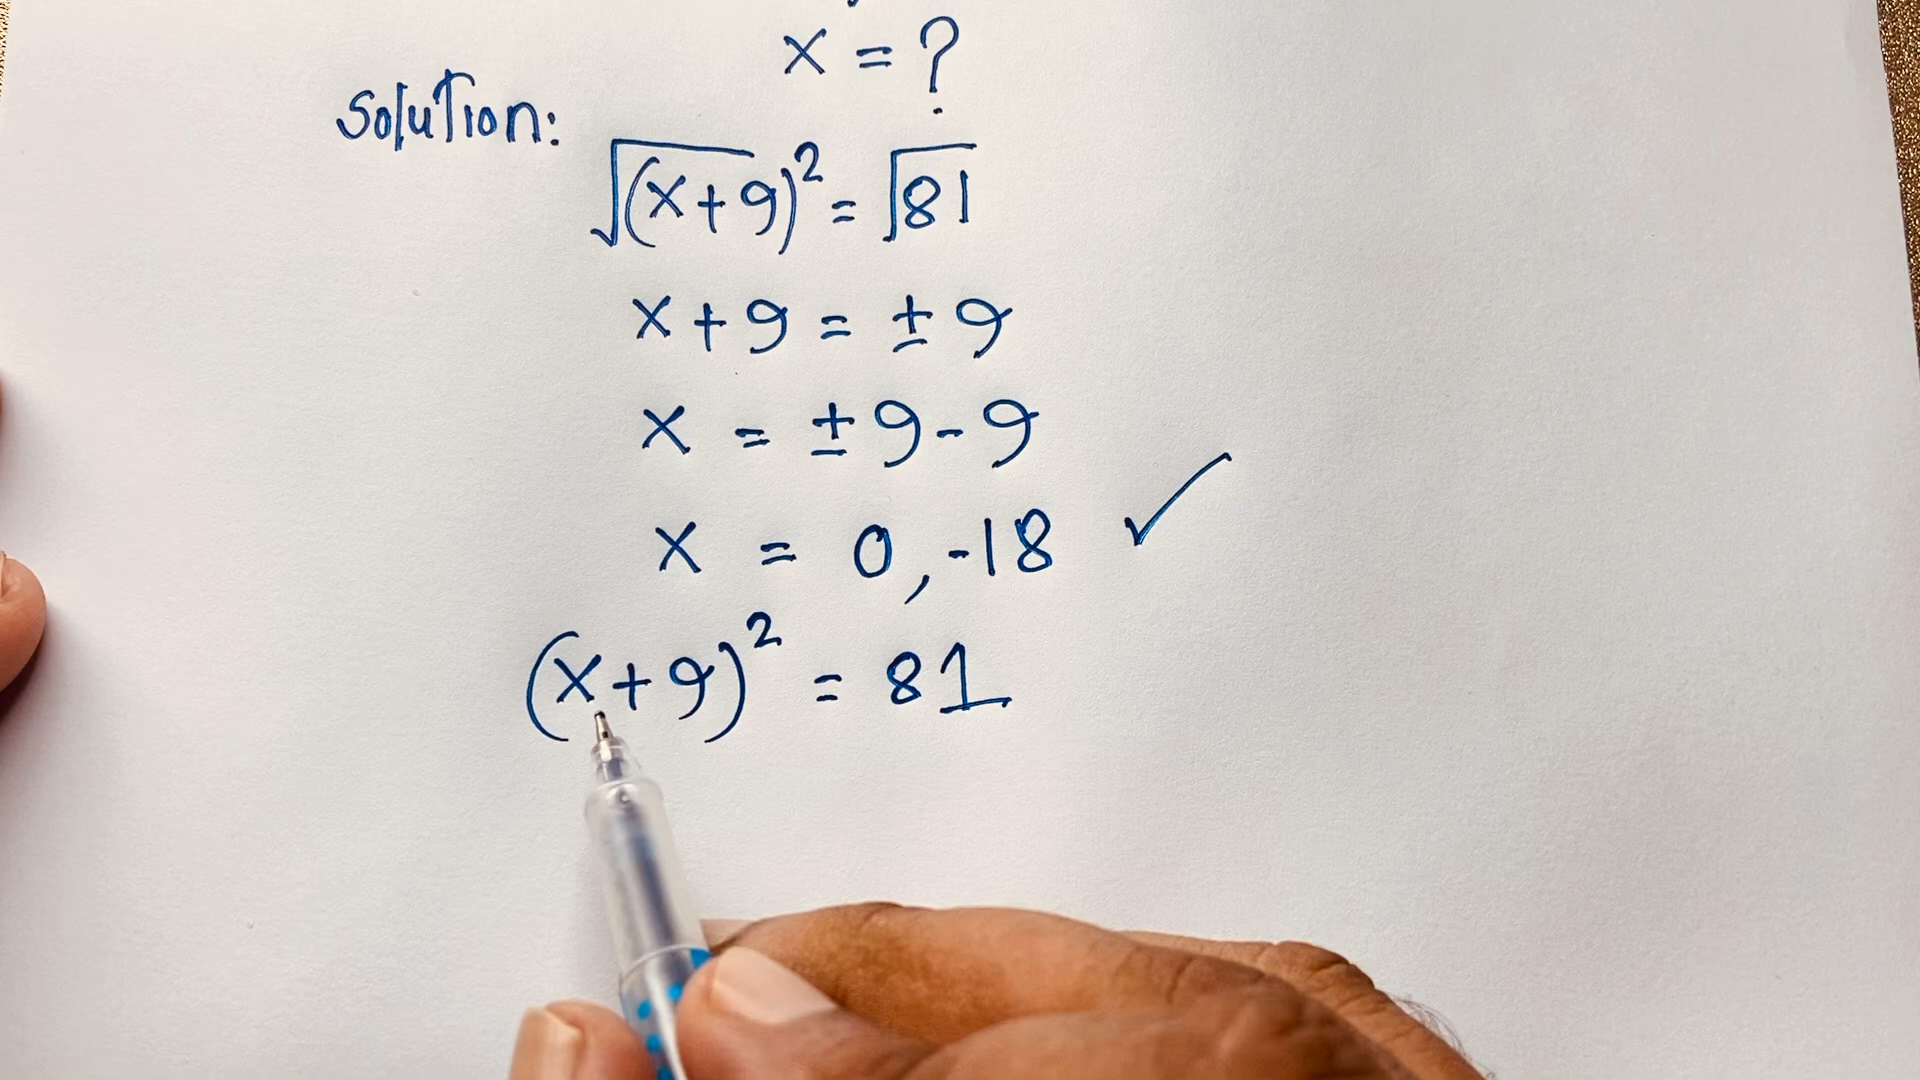 x = ?
Solution:
√(x+9)² = √81
x+9 = ±9
x = ±9-9
x = 0, -18 ✓
(x+9)² = 81